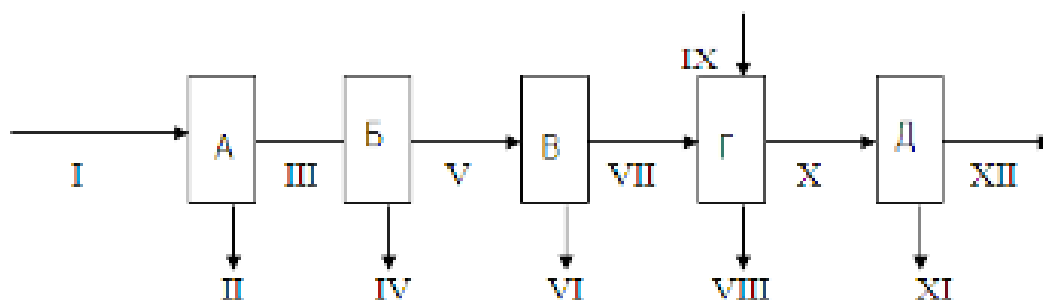 IX
А Б В Г Д
I III V VII X XII
II IV VI VIII XI